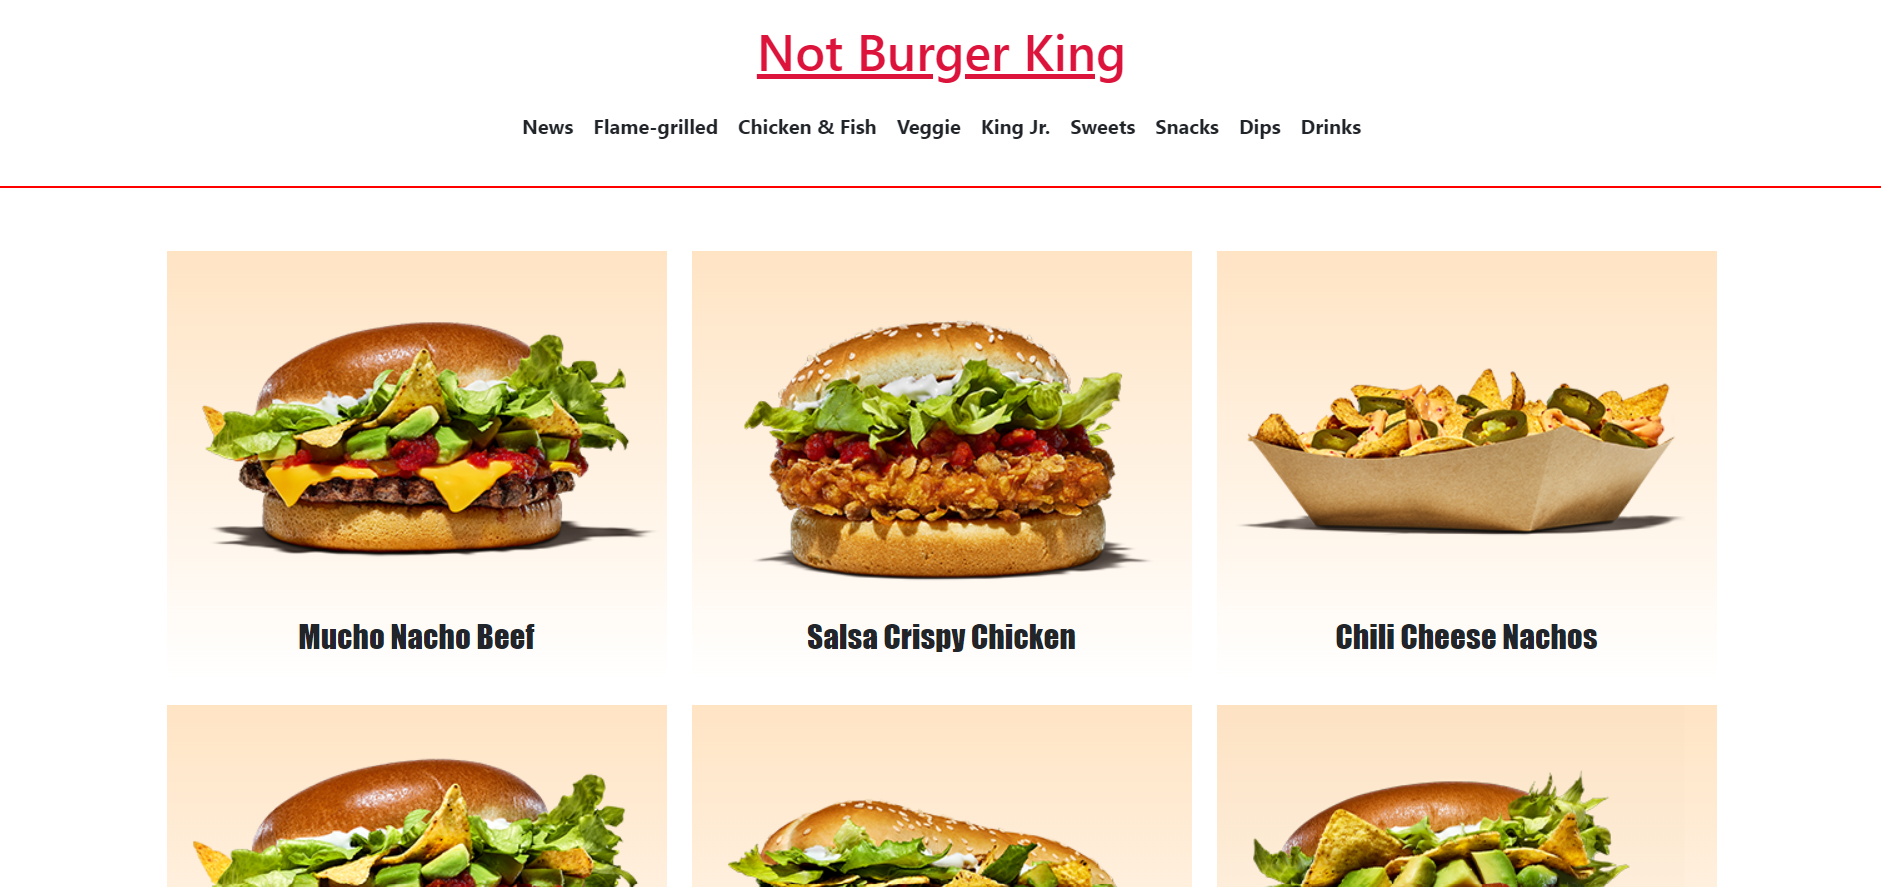 Not Burger King
News Flame-grilled Chicken & Fish Veggie King Jr. Sweets Snacks Dips Drinks
Mucho Nacho Beef
Salsa Crispy Chicken
Chili Cheese Nachos